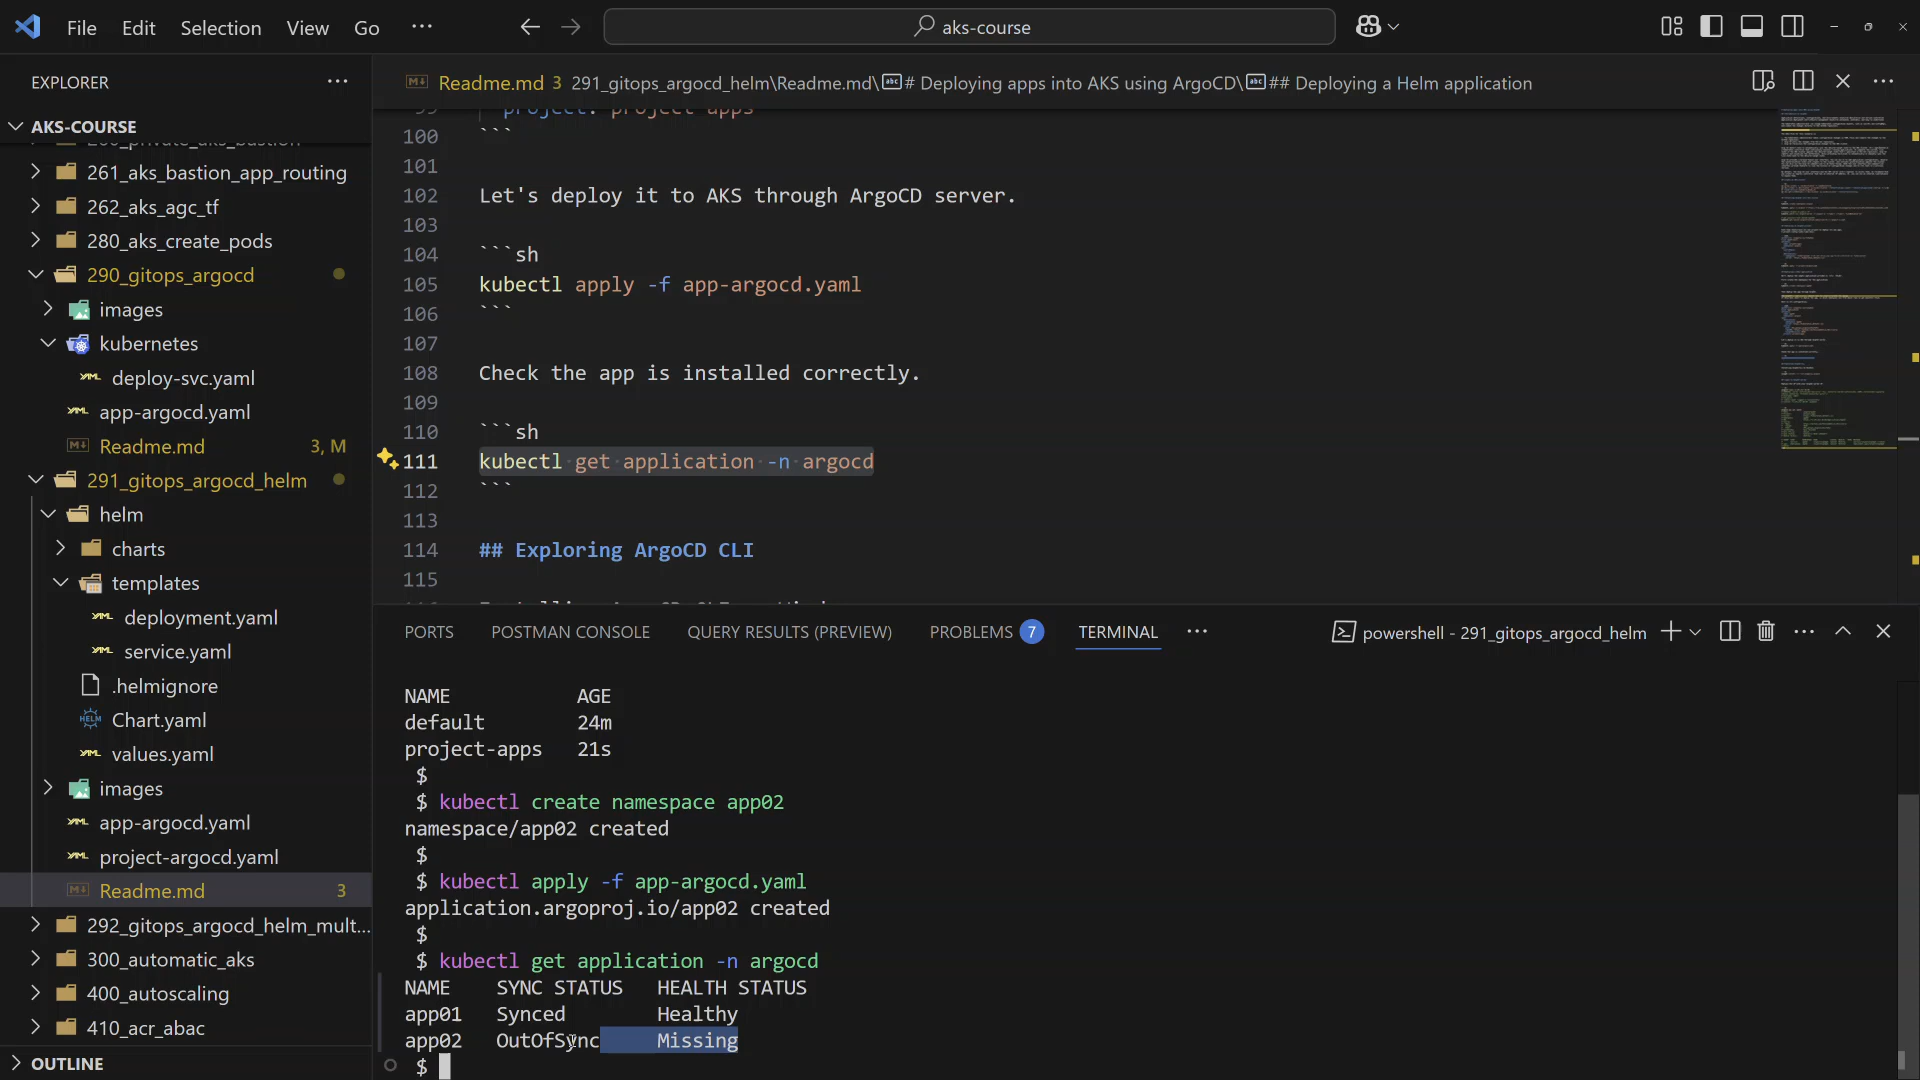 File Edit Selection View Go ··· aks-course
EXPLORER ···
Readme.md 3 291_gitops_argocd_helm\Readme.md\ # Deploying apps into AKS using ArgoCD\ ## Deploying a Helm application
AKS-COURSE
260_private_aks_bastion
261_aks_bastion_app_routing
262_aks_agc_tf
280_aks_create_pods
290_gitops_argocd
images
kubernetes
deploy-svc.yaml
app-argocd.yaml
Readme.md 3, M
291_gitops_argocd_helm
helm
charts
templates
deployment.yaml
service.yaml
.helmignore
Chart.yaml
values.yaml
images
app-argocd.yaml
project-argocd.yaml
Readme.md 3
292_gitops_argocd_helm_mult...
300_automatic_aks
400_autoscaling
410_acr_abac
OUTLINE
99 project: project-apps
100 ```
101
102 Let's deploy it to AKS through ArgoCD server.
103
104 ```sh
105 kubectl apply -f app-argocd.yaml
106 ```
107
108 Check the app is installed correctly.
109
110 ```sh
111 kubectl get application -n argocd
112 ```
113
114 ## Exploring ArgoCD CLI
115
PORTS POSTMAN CONSOLE QUERY RESULTS (PREVIEW) PROBLEMS 7 TERMINAL ··· powershell - 291_gitops_argocd_helm
NAME AGE
default 24m
project-apps 21s
$
$ kubectl create namespace app02
namespace/app02 created
$
$ kubectl apply -f app-argocd.yaml
application.argoproj.io/app02 created
$
$ kubectl get application -n argocd
NAME SYNC STATUS HEALTH STATUS
app01 Synced Healthy
app02 OutOfSync Missing
$